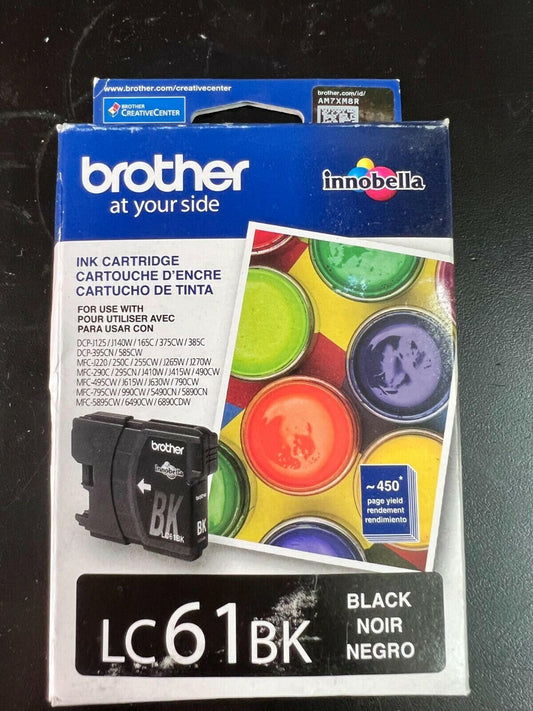 www.brother.com/creativecenter
BROTHER
CREATIVECENTER
brother.com/id/
AM7XM8R
brother
at your side
innobella
INK CARTRIDGE
CARTOUCHE D'ENCRE
CARTUCHO DE TINTA
FOR USE WITH
POUR UTILISER AVEC
PARA USAR CON
DCP-J125 / J140W / 165C / 375CW / 385C
DCP-395CN / 585CW
MFC-J220 / 250C / 255CW / J265W / J270W
MFC-290C / 295CN / J410W / J415W / 490CW
MFC-495CW / J615W / J630W / 790CW
MFC-795CW / 990CW / 5490CN / 5890CN
MFC-5895CW / 6490CW / 6890CDW
brother
innobella
BK
BK
LC61BK
~ 450*
page yield
rendement
rendimiento
LC61BK
BLACK
NOIR
NEGRO